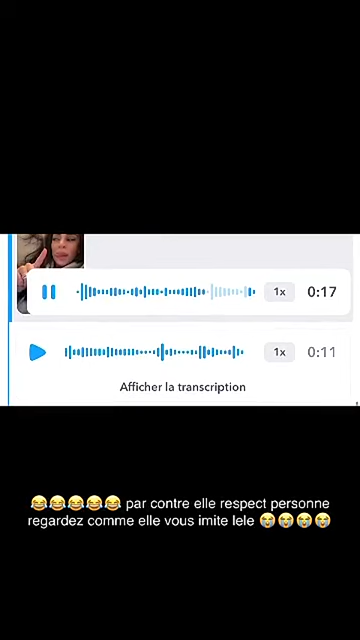 1x 0:17
1x 0:11
Afficher la transcription
😂😂😂😂😂 par contre elle respect personne
regardez comme elle vous imite lele 😭😭😭😭